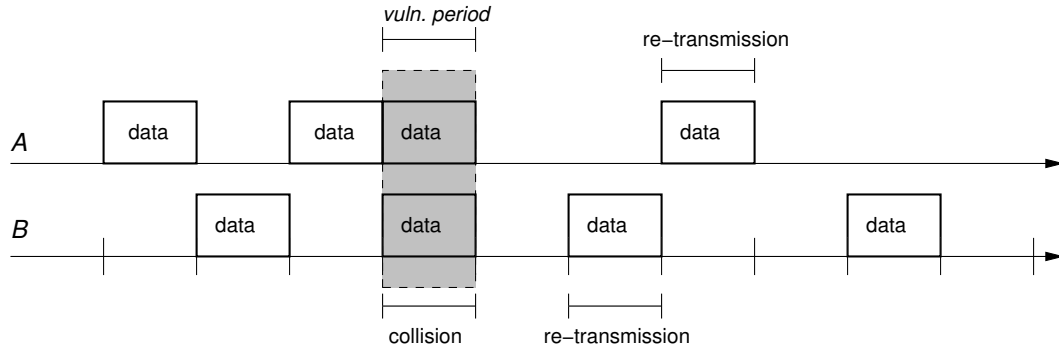 vuln. period
re−transmission
A data data data data
B data data data data
collision re−transmission